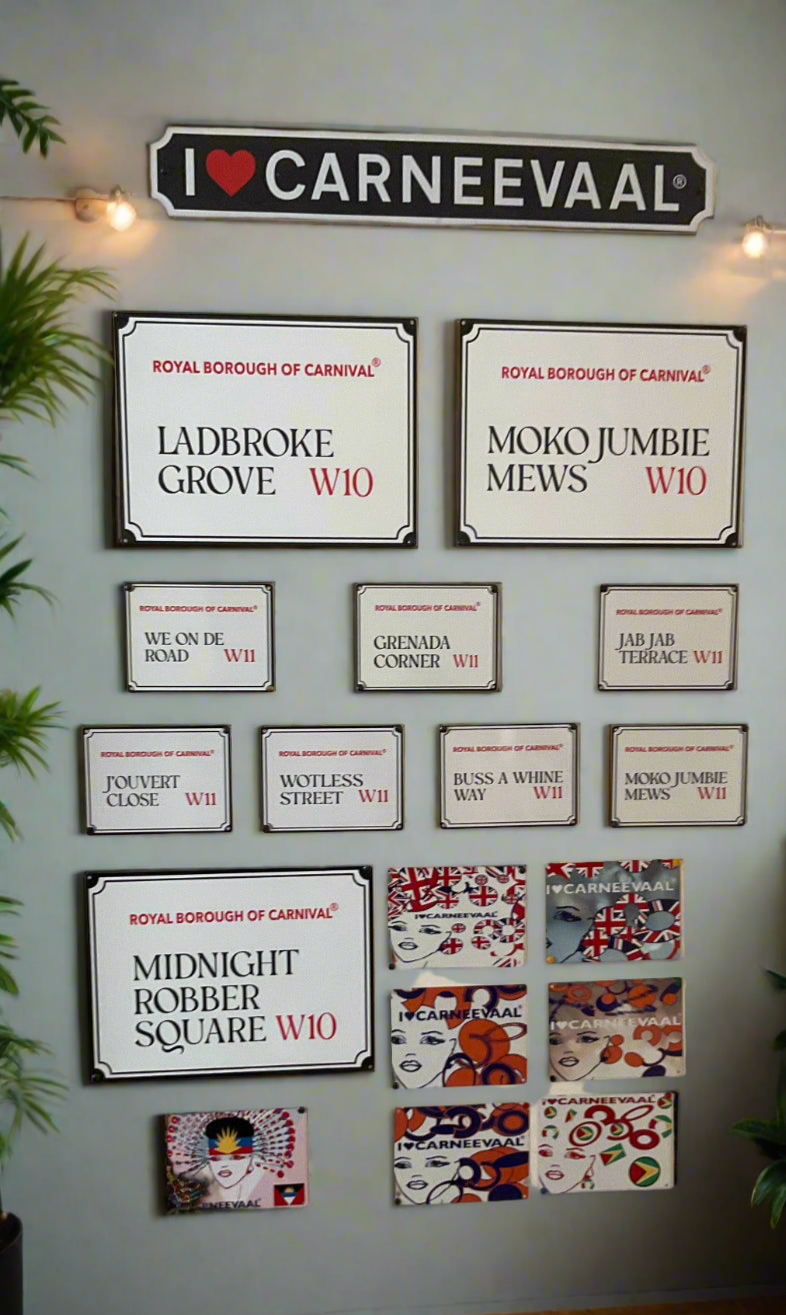 I ❤ CARNEEVAAL®
ROYAL BOROUGH OF CARNIVAL®
LADBROKE
GROVE W10
ROYAL BOROUGH OF CARNIVAL®
MOKO JUMBIE
MEWS W10
ROYAL BOROUGH OF CARNIVAL®
WE ON DE
ROAD W11
ROYAL BOROUGH OF CARNIVAL®
GRENADA
CORNER W11
ROYAL BOROUGH OF CARNIVAL®
JAB JAB
TERRACE W11
ROYAL BOROUGH OF CARNIVAL®
J'OUVERT
CLOSE W11
ROYAL BOROUGH OF CARNIVAL®
WOTLESS
STREET W11
ROYAL BOROUGH OF CARNIVAL®
BUSS A WHINE
WAY W11
ROYAL BOROUGH OF CARNIVAL®
MOKO JUMBIE
MEWS W11
ROYAL BOROUGH OF CARNIVAL®
MIDNIGHT
ROBBER
SQUARE W10
I❤CARNEEVAAL
I❤CARNEEVAAL
I❤CARNEEVAAL
I❤CARNEEVAAL
I❤CARNEEVAAL
I❤CARNEEVAAL